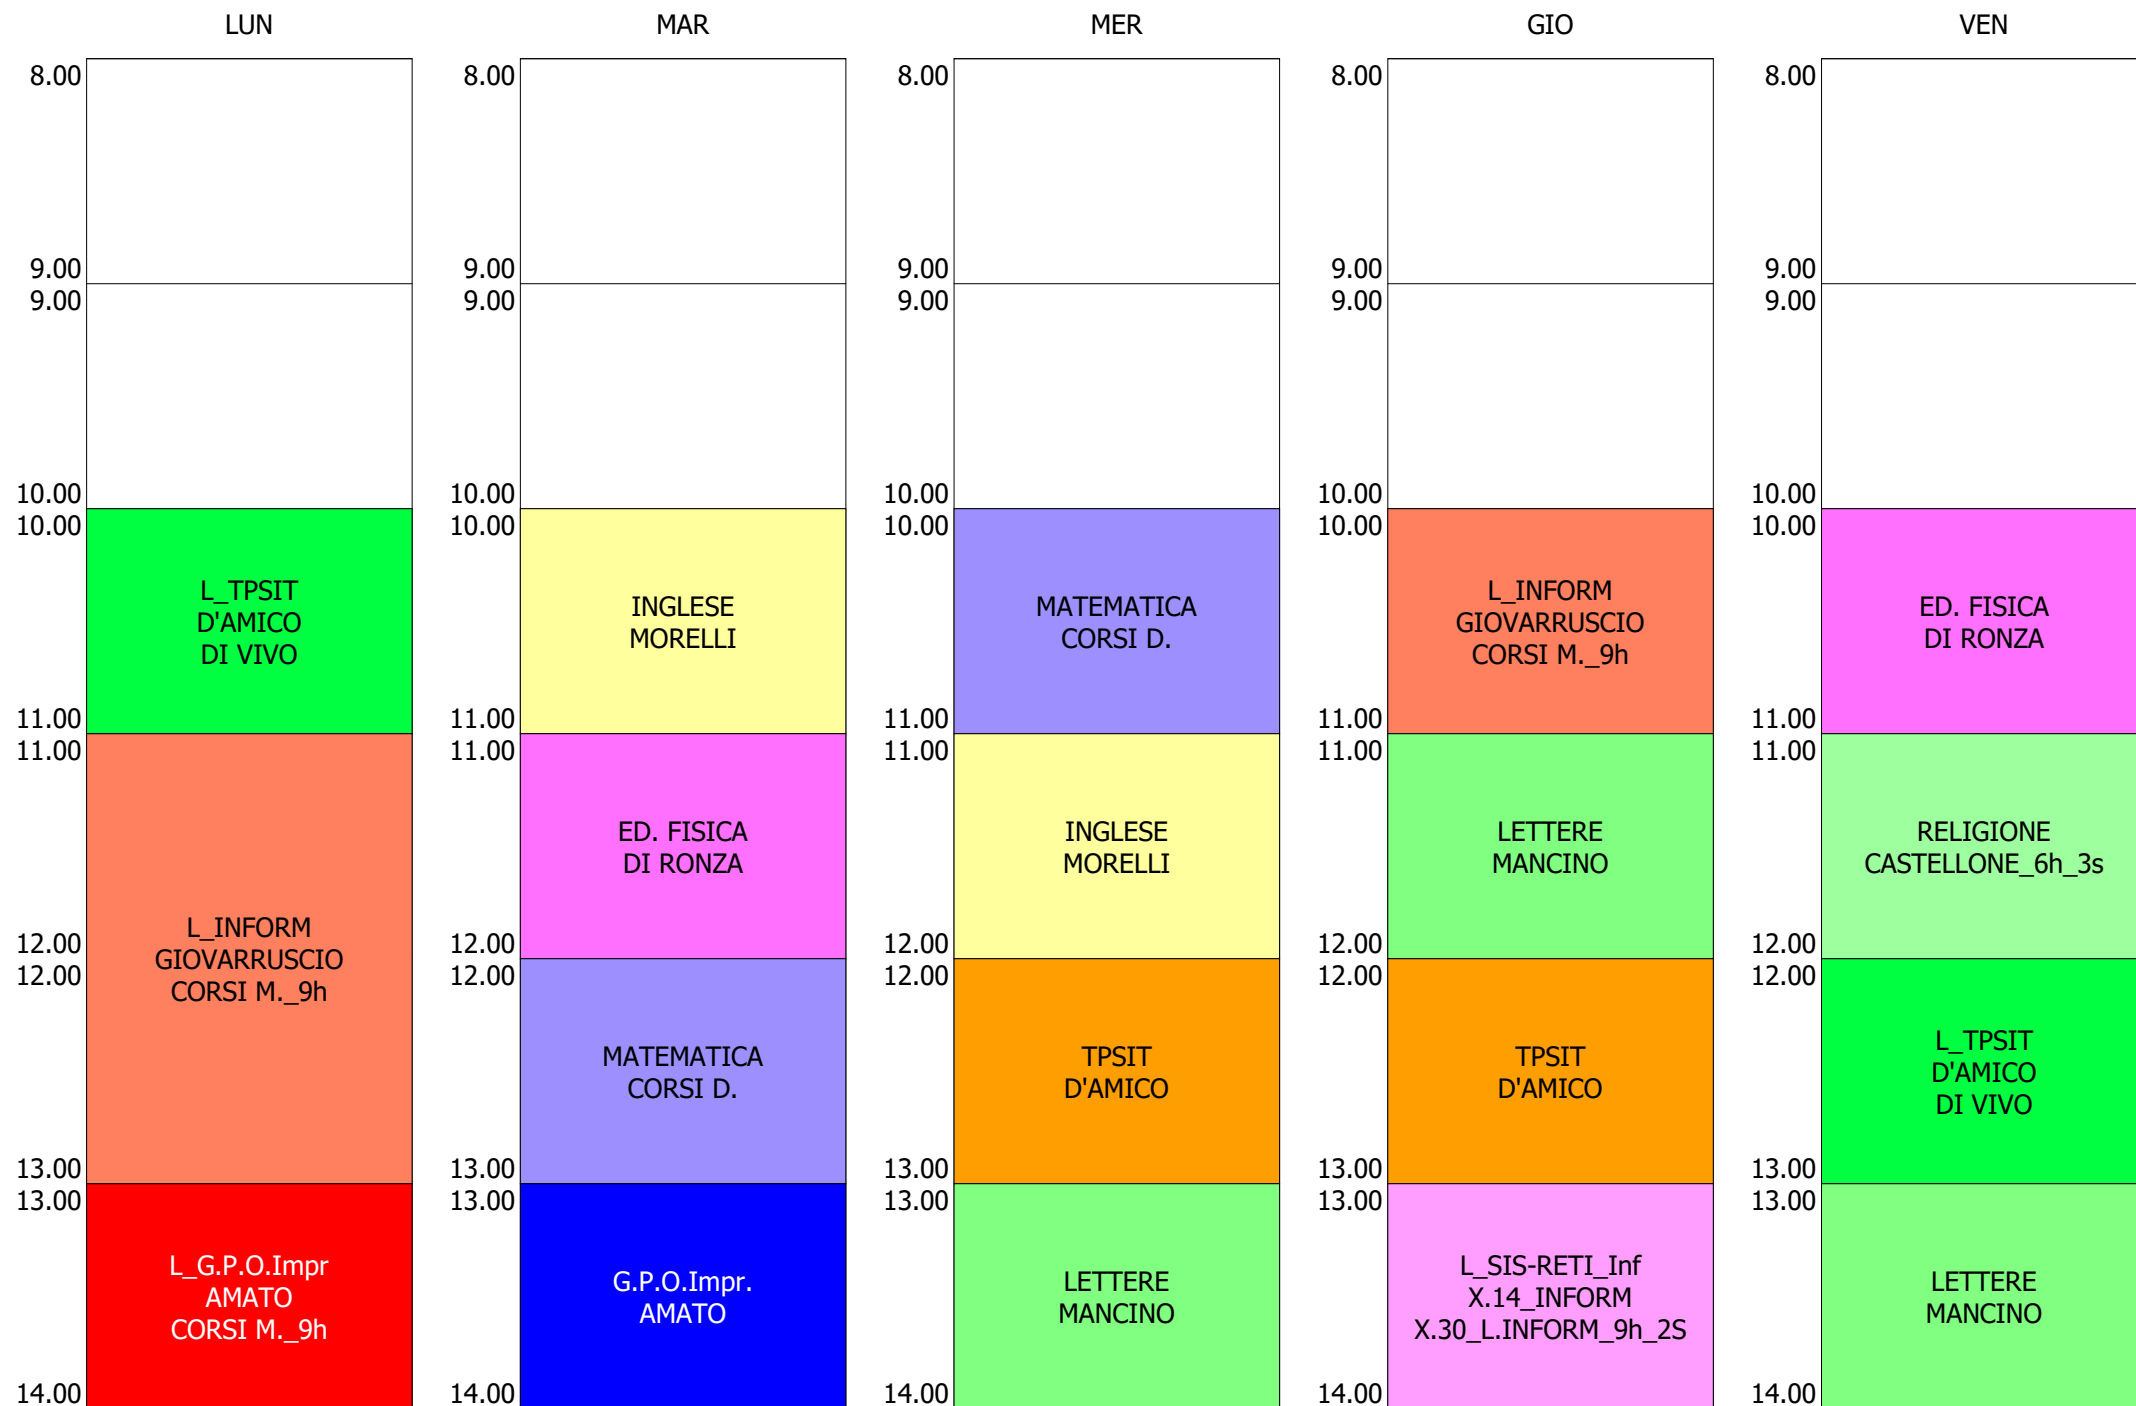 LUN
8.00
9.00
9.00
10.00
10.00
L_TPSIT
D'AMICO
DI VIVO
11.00
11.00
L_INFORM
GIOVARRUSCIO
CORSI M._9h
12.00
12.00
13.00
13.00
L_G.P.O.Impr
AMATO
CORSI M._9h
14.00
MAR
8.00
9.00
9.00
10.00
10.00
INGLESE
MORELLI
11.00
11.00
ED. FISICA
DI RONZA
12.00
12.00
MATEMATICA
CORSI D.
13.00
13.00
G.P.O.Impr.
AMATO
14.00
MER
8.00
9.00
9.00
10.00
10.00
MATEMATICA
CORSI D.
11.00
11.00
INGLESE
MORELLI
12.00
12.00
TPSIT
D'AMICO
13.00
13.00
LETTERE
MANCINO
14.00
GIO
8.00
9.00
9.00
10.00
10.00
L_INFORM
GIOVARRUSCIO
CORSI M._9h
11.00
11.00
LETTERE
MANCINO
12.00
12.00
TPSIT
D'AMICO
13.00
13.00
L_SIS-RETI_Inf
X.14_INFORM
X.30_L.INFORM_9h_2S
14.00
VEN
8.00
9.00
9.00
10.00
10.00
ED. FISICA
DI RONZA
11.00
11.00
RELIGIONE
CASTELLONE_6h_3s
12.00
12.00
L_TPSIT
D'AMICO
DI VIVO
13.00
13.00
LETTERE
MANCINO
14.00